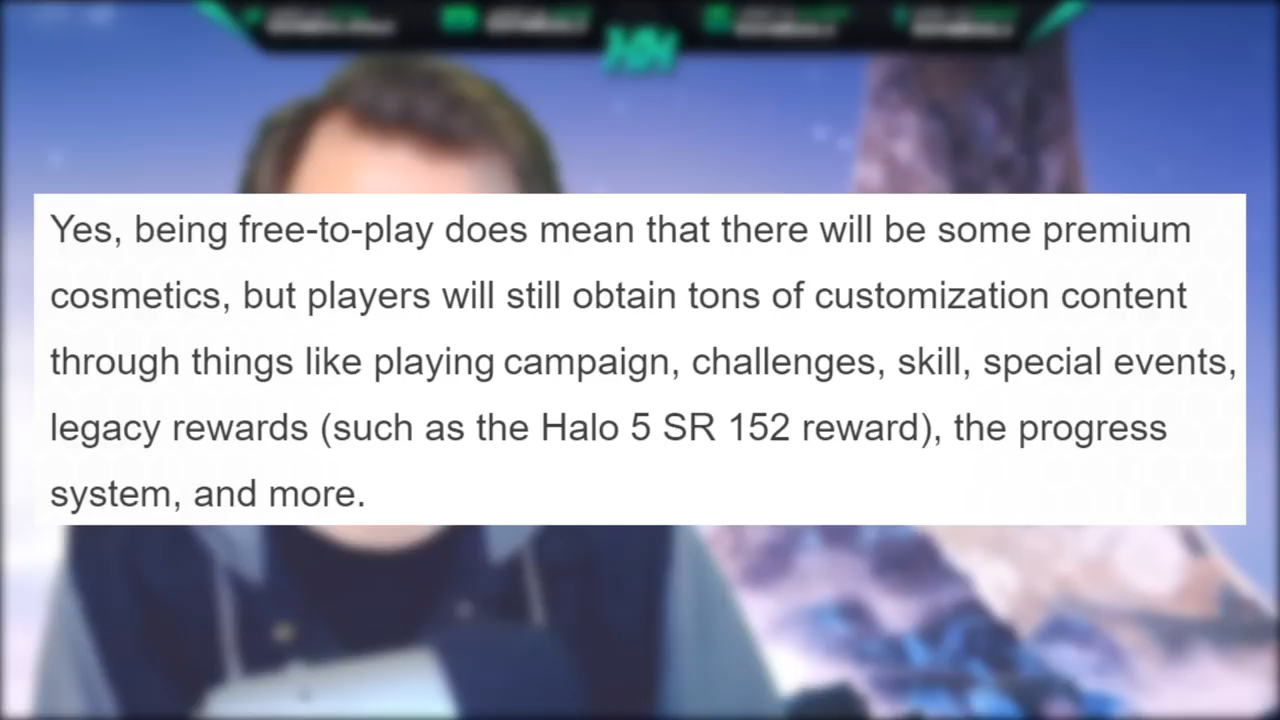 HH
Yes, being free-to-play does mean that there will be some premium
cosmetics, but players will still obtain tons of customization content
through things like playing campaign, challenges, skill, special events,
legacy rewards (such as the Halo 5 SR 152 reward), the progress
system, and more.